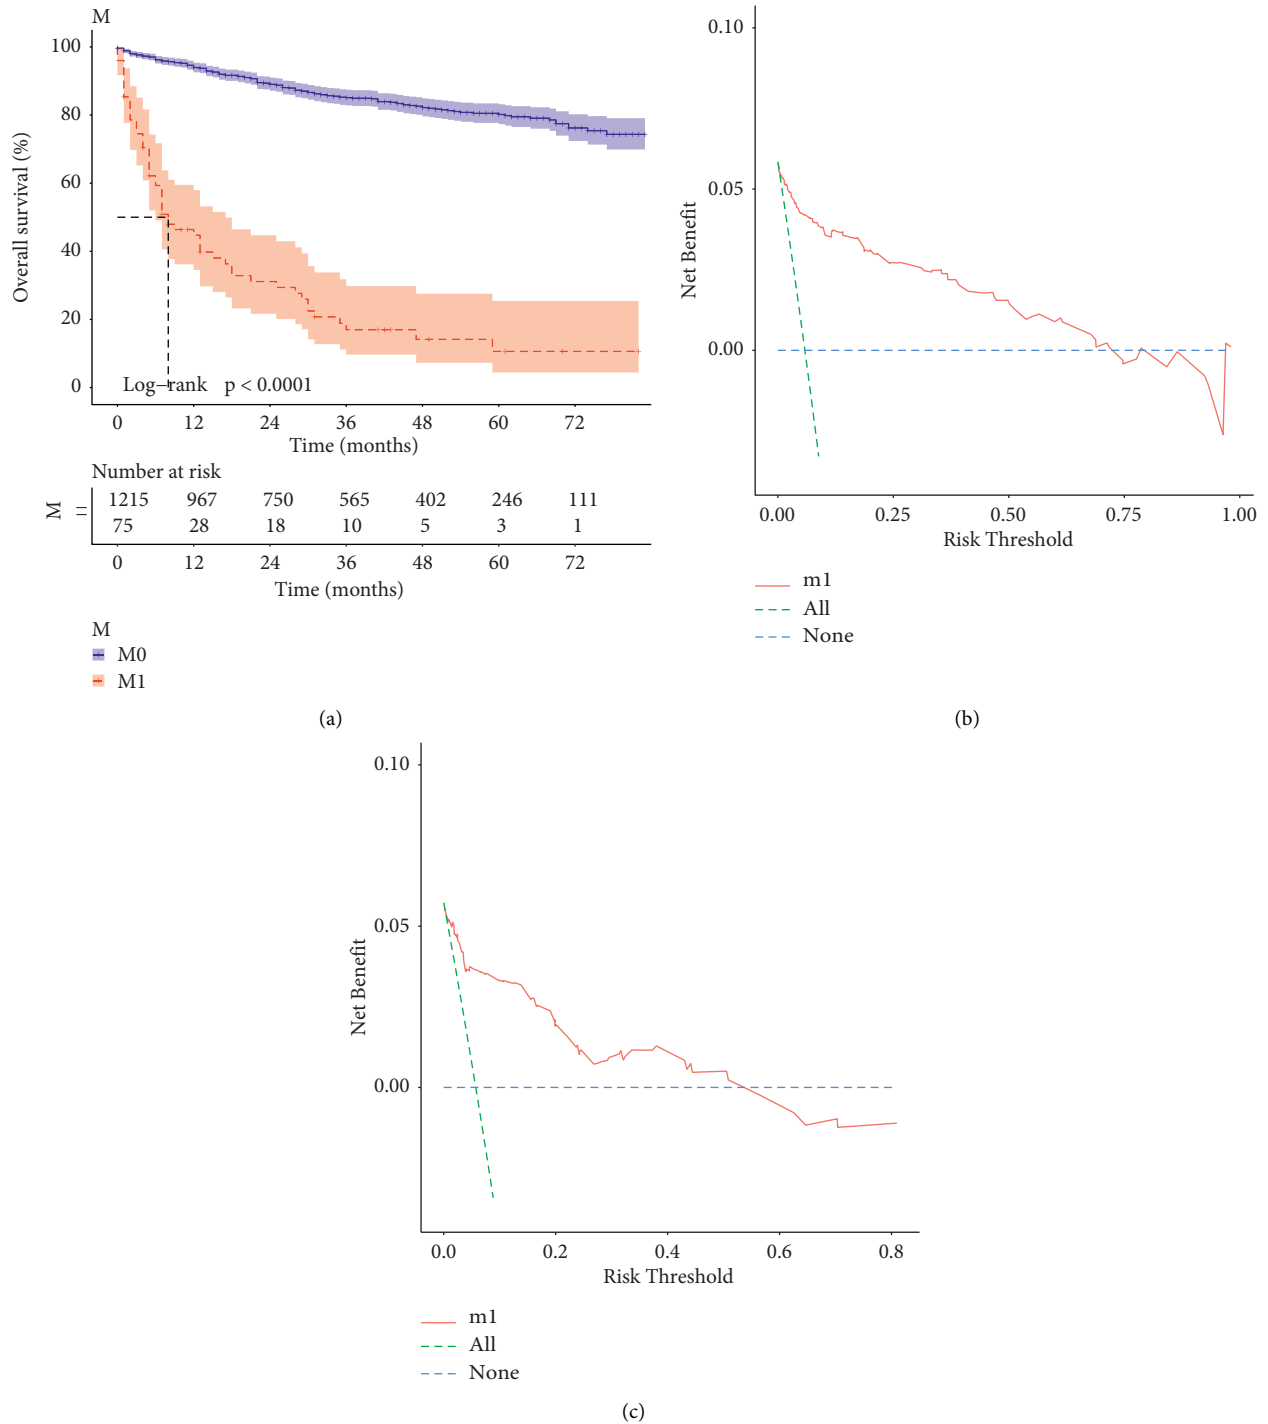 M
100
80
60
40
20
0
Overall survival (%)
Log–rank p < 0.0001
0 12 24 36 48 60 72
Time (months)
Number at risk
M
=
1215 967 750 565 402 246 111
75 28 18 10 5 3 1
0 12 24 36 48 60 72
Time (months)
M
M0
M1
(a)
0.10
0.05
0.00
Net Benefit
0.00 0.25 0.50 0.75 1.00
Risk Threshold
m1
All
None
(b)
0.10
0.05
0.00
Net Benefit
0.0 0.2 0.4 0.6 0.8
Risk Threshold
m1
All
None
(c)